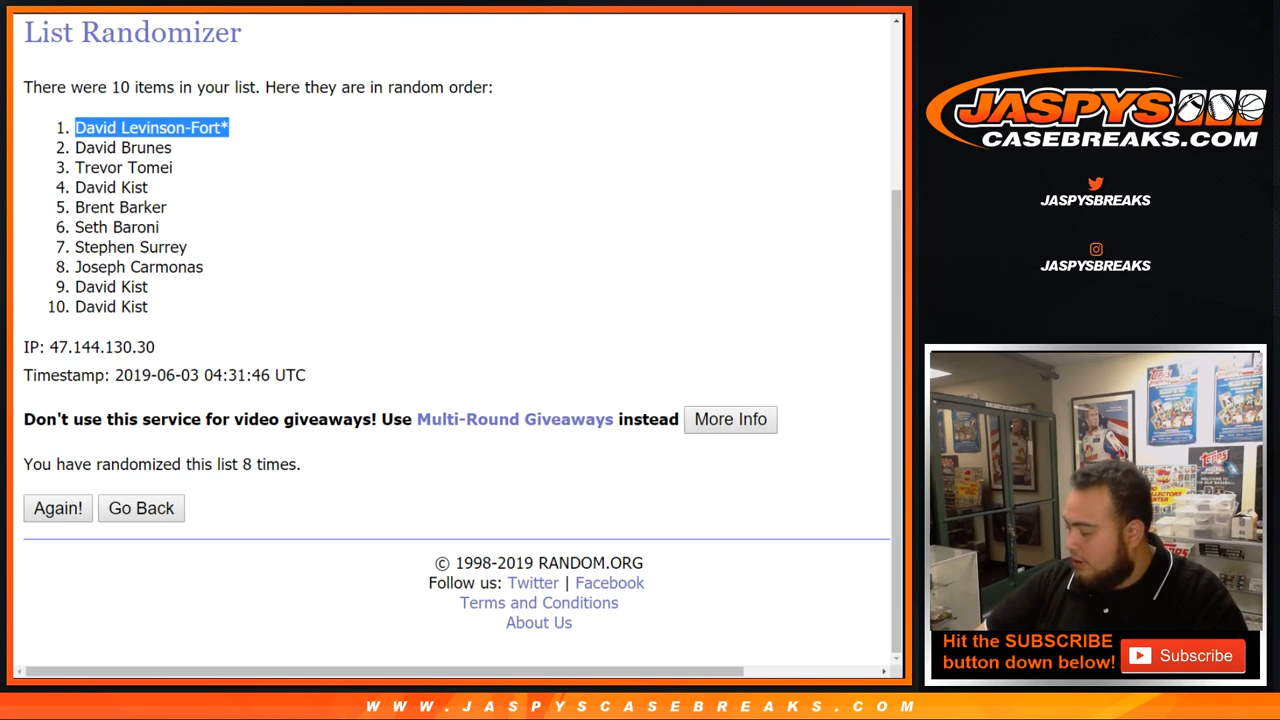 List Randomizer
There were 10 items in your list. Here they are in random order:
1. David Levinson-Fort*
2. David Brunes
3. Trevor Tomei
4. David Kist
5. Brent Barker
6. Seth Baroni
7. Stephen Surrey
8. Joseph Carmonas
9. David Kist
10. David Kist
IP: 47.144.130.30
Timestamp: 2019-06-03 04:31:46 UTC
Don't use this service for video giveaways! Use Multi-Round Giveaways instead More Info
You have randomized this list 8 times.
Again! Go Back
© 1998-2019 RANDOM.ORG
Follow us: Twitter | Facebook
Terms and Conditions
About Us
JASPYS
CASEBREAKS.COM
JASPYSBREAKS
JASPYSBREAKS
Topps
Hit the SUBSCRIBE
button down below!
Subscribe
WWW.JASPYSCASEBREAKS.COM